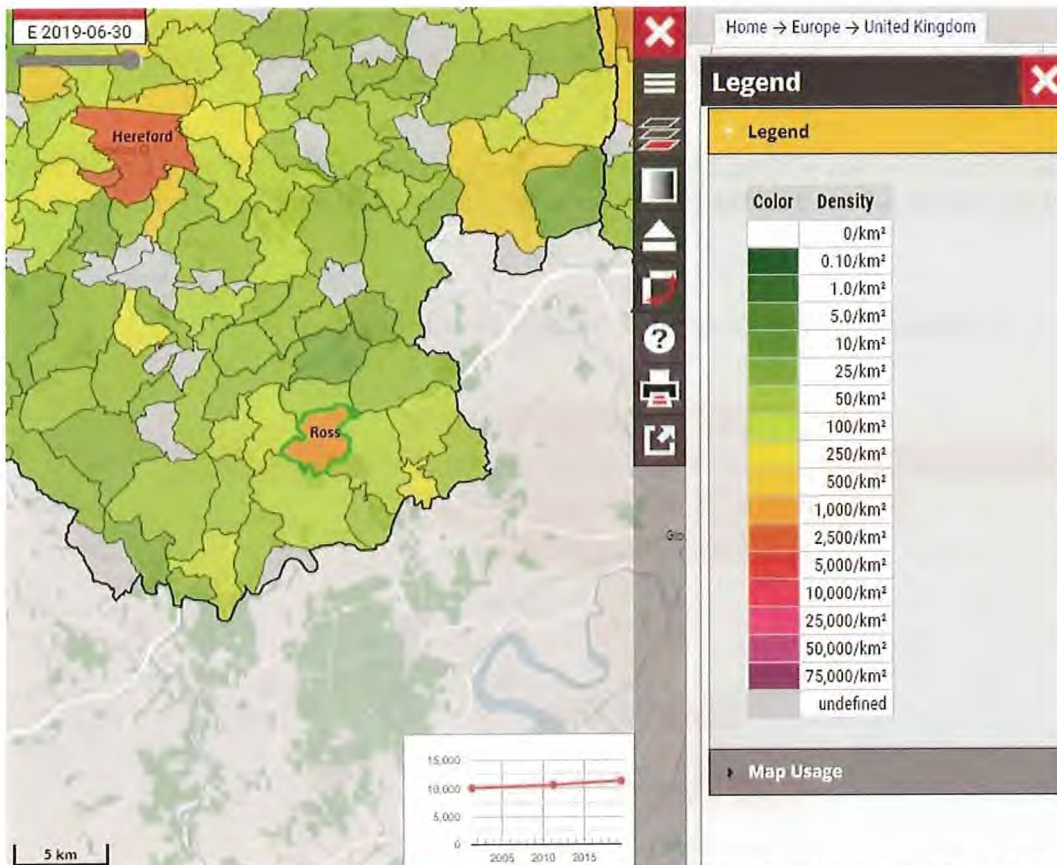 E 2019-06-30
Hereford
Ross
5 km
15,000
10,000
5,000
0
2005 2010 2015
?
Home → Europe → United Kingdom
Legend
Legend
Color Density
0/km²
0.10/km²
1.0/km²
5.0/km²
10/km²
25/km²
50/km²
100/km²
250/km²
500/km²
1,000/km²
2,500/km²
5,000/km²
10,000/km²
25,000/km²
50,000/km²
75,000/km²
undefined
Map Usage